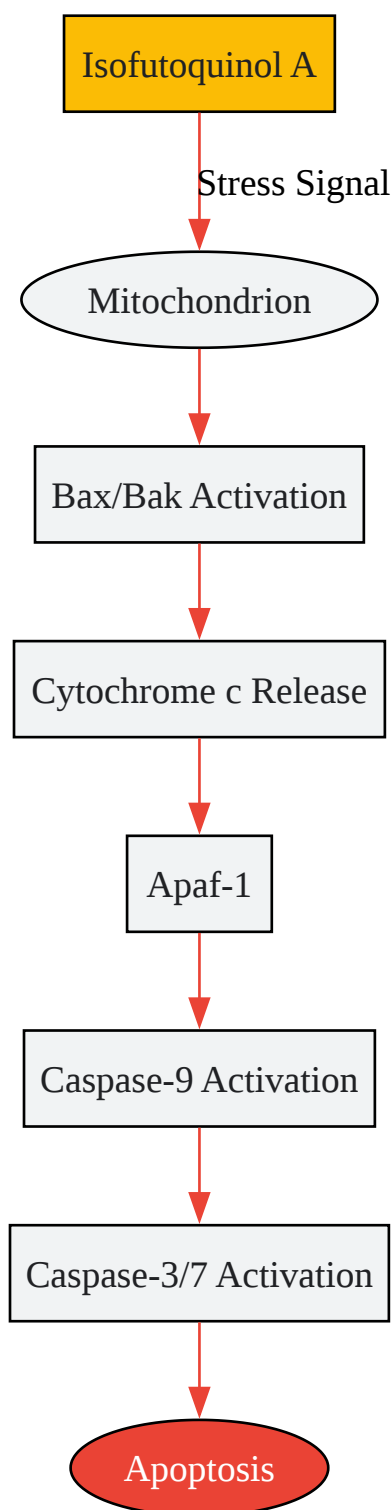 Isofutoquinol A
Stress Signal
Mitochondrion
Bax/Bak Activation
Cytochrome c Release
Apaf-1
Caspase-9 Activation
Caspase-3/7 Activation
Apoptosis